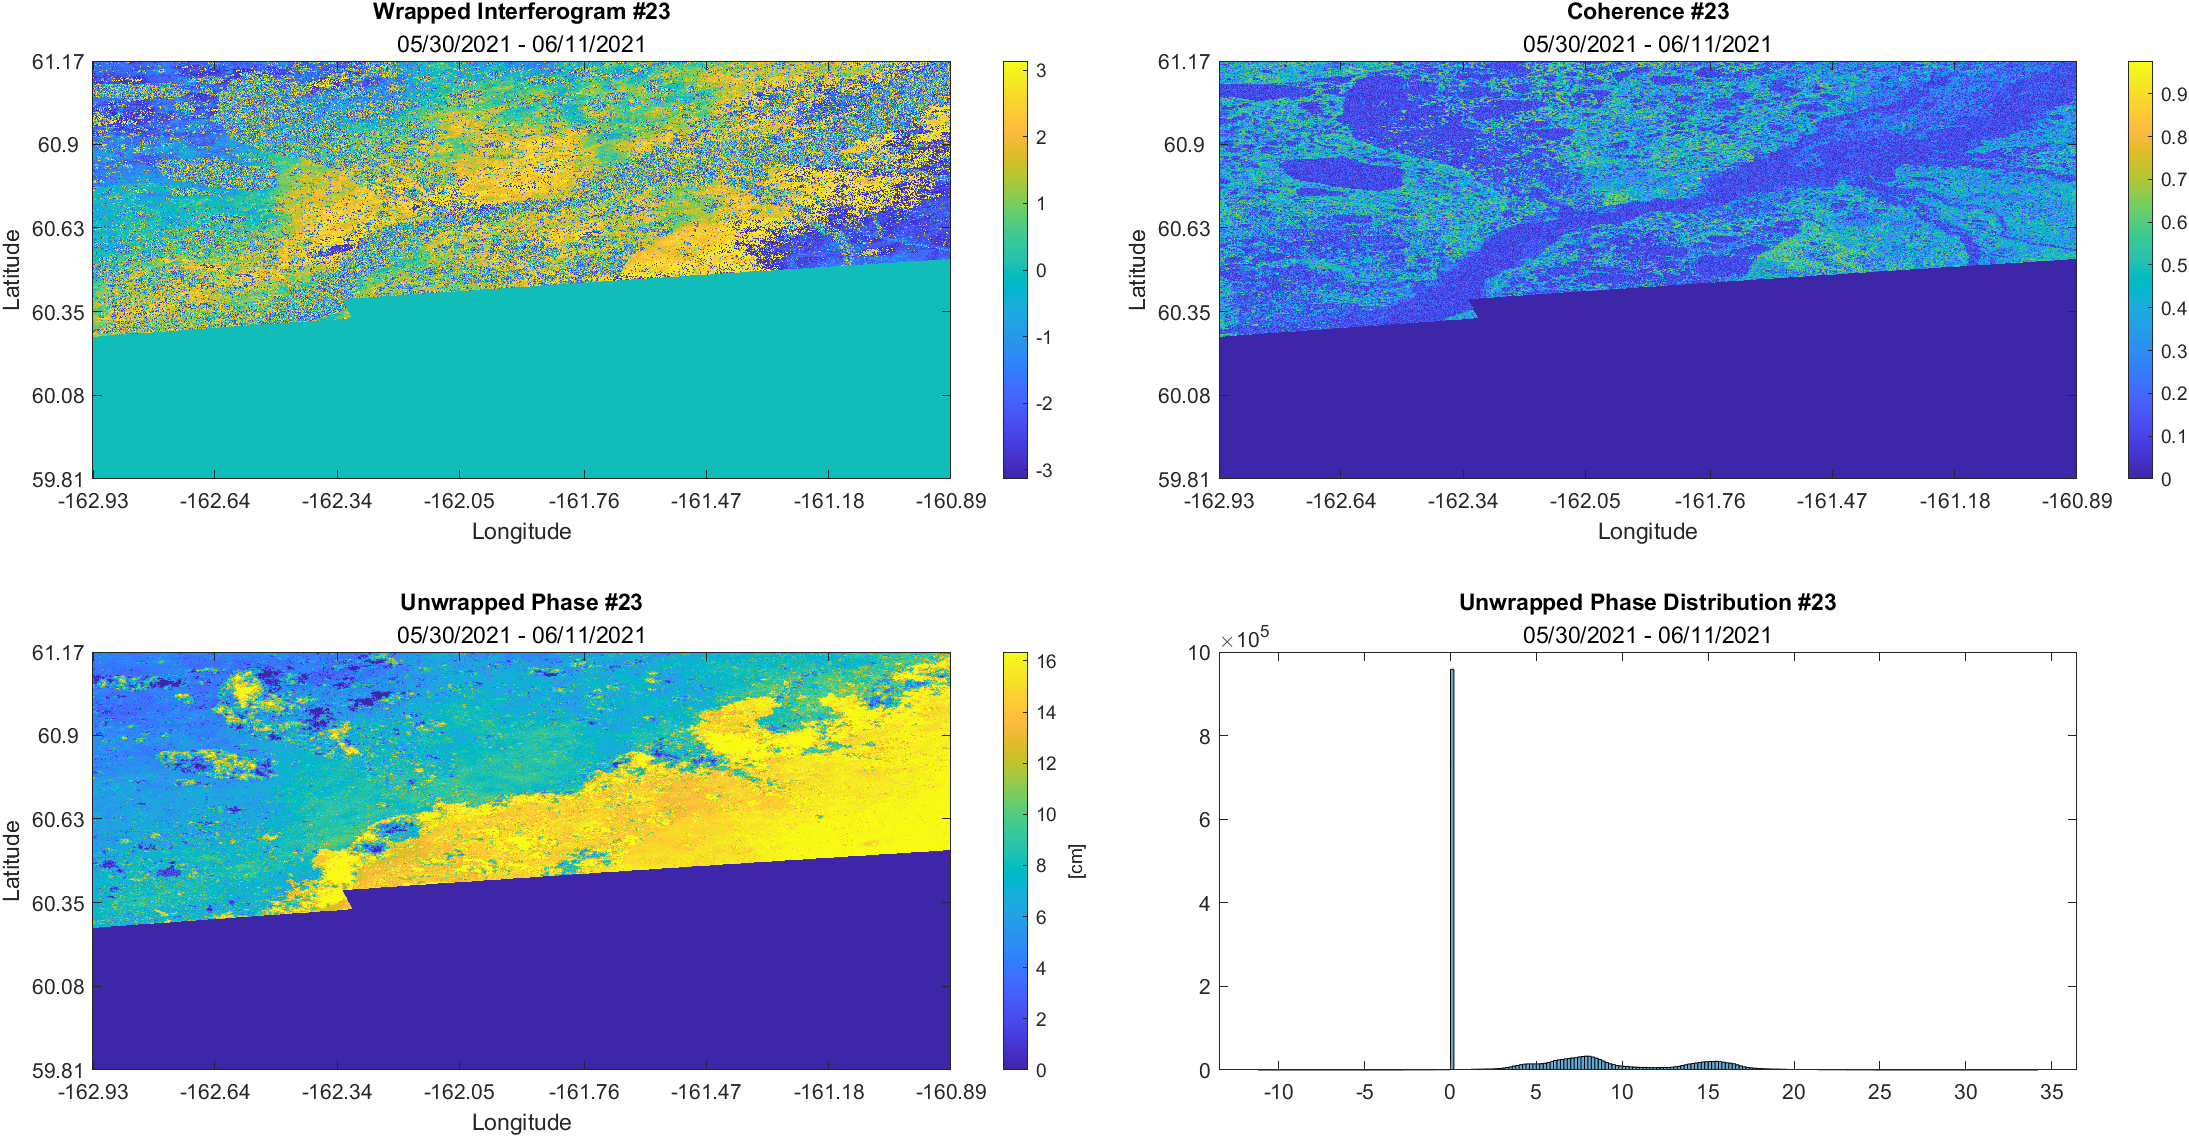 Wrapped Interferogram #23
05/30/2021 - 06/11/2021
61.17
60.9
60.63
60.35
60.08
59.81
Latitude
-162.93 -162.64 -162.34 -162.05 -161.76 -161.47 -161.18 -160.89
Longitude
3
2
1
0
-1
-2
-3
Coherence #23
05/30/2021 - 06/11/2021
61.17
60.9
60.63
60.35
60.08
59.81
Latitude
-162.93 -162.64 -162.34 -162.05 -161.76 -161.47 -161.18 -160.89
Longitude
0.9
0.8
0.7
0.6
0.5
0.4
0.3
0.2
0.1
0
Unwrapped Phase #23
05/30/2021 - 06/11/2021
61.17
60.9
60.63
60.35
60.08
59.81
Latitude
-162.93 -162.64 -162.34 -162.05 -161.76 -161.47 -161.18 -160.89
Longitude
16
14
12
10
8
6
4
2
0
[cm]
Unwrapped Phase Distribution #23
05/30/2021 - 06/11/2021
×10⁵
10
8
6
4
2
0
-10 -5 0 5 10 15 20 25 30 35